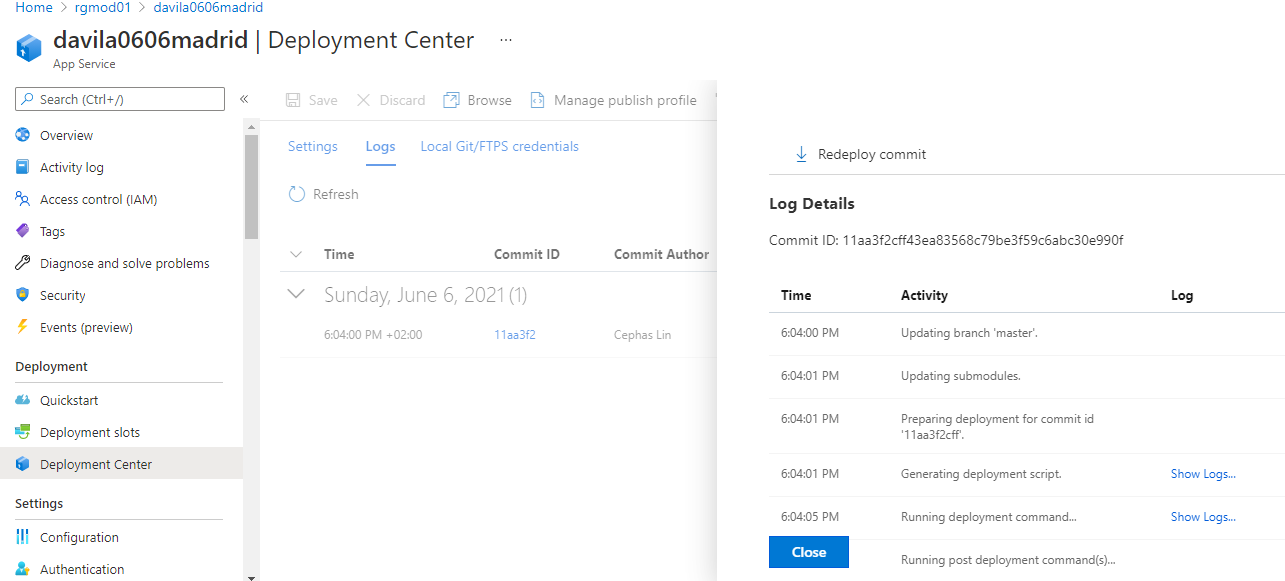 Home > rgmod01 > davila0606madrid
davila0606madrid | Deployment Center ...
App Service
Search (Ctrl+/)
«
Overview
Activity log
Access control (IAM)
Tags
Diagnose and solve problems
Security
Events (preview)
Deployment
Quickstart
Deployment slots
Deployment Center
Settings
Configuration
Authentication
Save Discard Browse Manage publish profile
Settings Logs Local Git/FTPS credentials
Refresh
Time Commit ID Commit Author
Sunday, June 6, 2021 (1)
6:04:00 PM +02:00 11aa3f2 Cephas Lin
Redeploy commit
Log Details
Commit ID: 11aa3f2cff43ea83568c79be3f59c6abc30e990f
Time Activity Log
6:04:00 PM Updating branch 'master'.
6:04:01 PM Updating submodules.
6:04:01 PM Preparing deployment for commit id
'11aa3f2cff'.
6:04:01 PM Generating deployment script. Show Logs...
6:04:05 PM Running deployment command... Show Logs...
Running post deployment command(s)...
Close